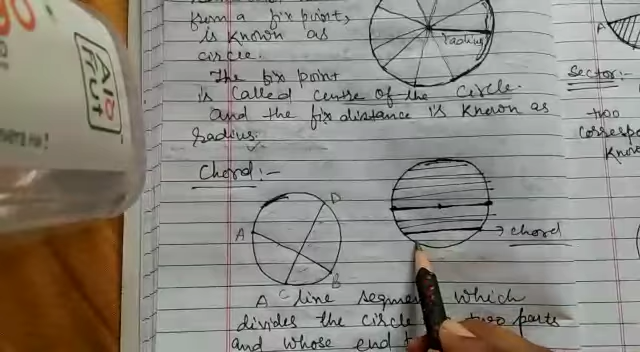 from a fix point,
is known as
circle.
radius
The fix point
is called centre of the circle.
and the fix distance is known as
radius.
Chord:-
A
D
C
B
→ chord
A line segment which
divides the circle two parts
and whose end
A
Sector:-
two